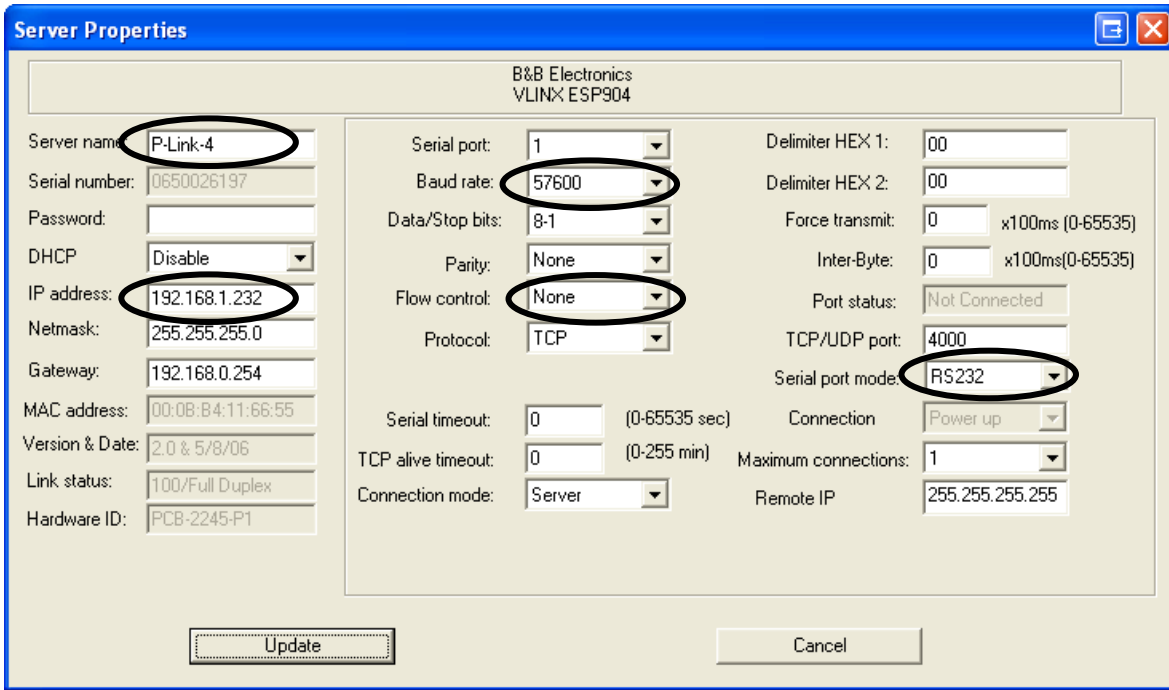 Server Properties
B&B Electronics
VLINX ESP904
Server name: P-Link-4
Serial number: 0650026197
Password:
DHCP Disable
IP address: 192.168.1.232
Netmask: 255.255.255.0
Gateway: 192.168.0.254
MAC address: 00:0B:B4:11:66:55
Version & Date: 2.0 & 5/8/06
Link status: 100/Full Duplex
Hardware ID: PCB-2245-P1
Serial port: 1
Baud rate: 57600
Data/Stop bits: 8-1
Parity: None
Flow control: None
Protocol: TCP
Serial timeout: 0 (0-65535 sec)
TCP alive timeout: 0 (0-255 min)
Connection mode: Server
Delimiter HEX 1: 00
Delimiter HEX 2: 00
Force transmit: 0 x100ms (0-65535)
Inter-Byte: 0 x100ms(0-65535)
Port status: Not Connected
TCP/UDP port: 4000
Serial port mode: RS232
Connection Power up
Maximum connections: 1
Remote IP 255.255.255.255
Update
Cancel